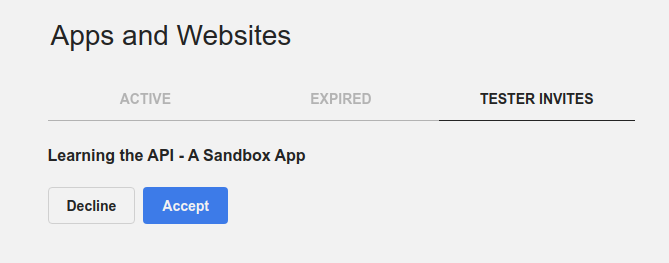 Apps and Websites
ACTIVE EXPIRED TESTER INVITES
Learning the API - A Sandbox App
Decline Accept